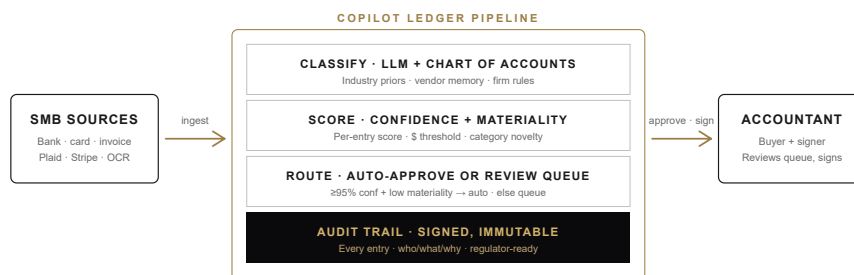 COPILOT LEDGER PIPELINE
CLASSIFY · LLM + CHART OF ACCOUNTS
Industry priors · vendor memory · firm rules
SMB SOURCES
Bank · card · invoice
Plaid · Stripe · OCR
ingest
SCORE · CONFIDENCE + MATERIALITY
Per-entry score · $ threshold · category novelty
approve · sign
ACCOUNTANT
Buyer + signer
Reviews queue, signs
ROUTE · AUTO-APPROVE OR REVIEW QUEUE
≥95% conf + low materiality → auto · else queue
AUDIT TRAIL · SIGNED, IMMUTABLE
Every entry · who/what/why · regulator-ready